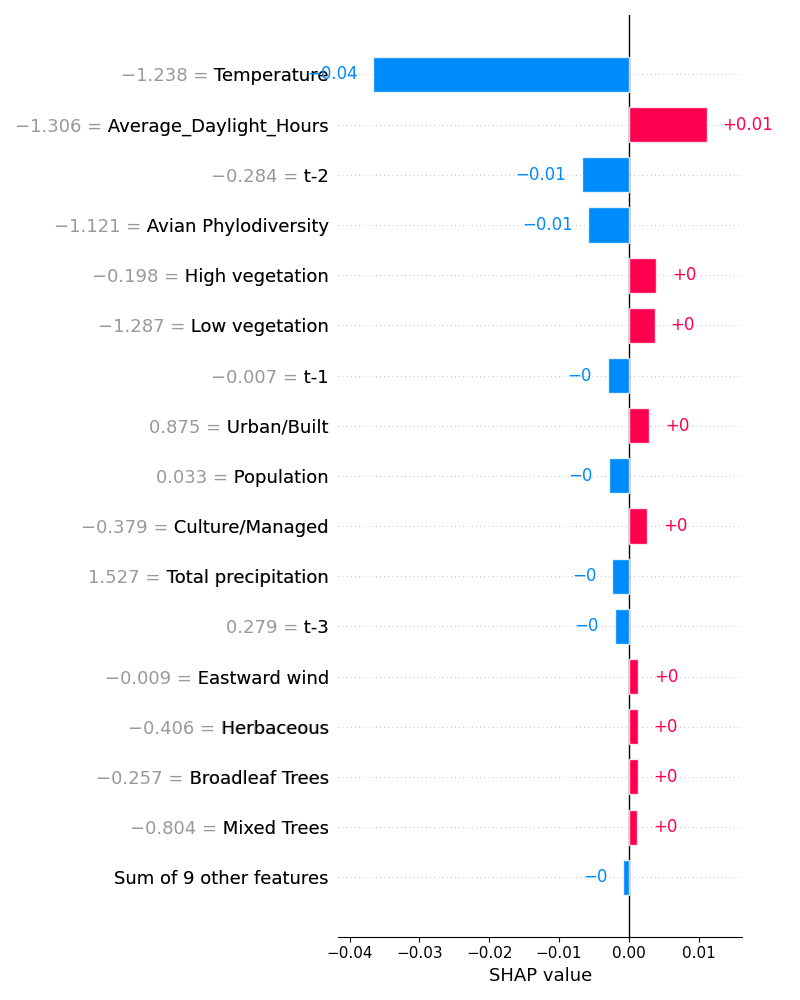 −1.238 = Temperature −0.04
−1.306 = Average_Daylight_Hours +0.01
−0.284 = t-2 −0.01
−1.121 = Avian Phylodiversity −0.01
−0.198 = High vegetation +0
−1.287 = Low vegetation +0
−0.007 = t-1 −0
0.875 = Urban/Built +0
0.033 = Population −0
−0.379 = Culture/Managed +0
1.527 = Total precipitation −0
0.279 = t-3 −0
−0.009 = Eastward wind +0
−0.406 = Herbaceous +0
−0.257 = Broadleaf Trees +0
−0.804 = Mixed Trees +0
Sum of 9 other features −0
−0.04 −0.03 −0.02 −0.01 0.00 0.01
SHAP value